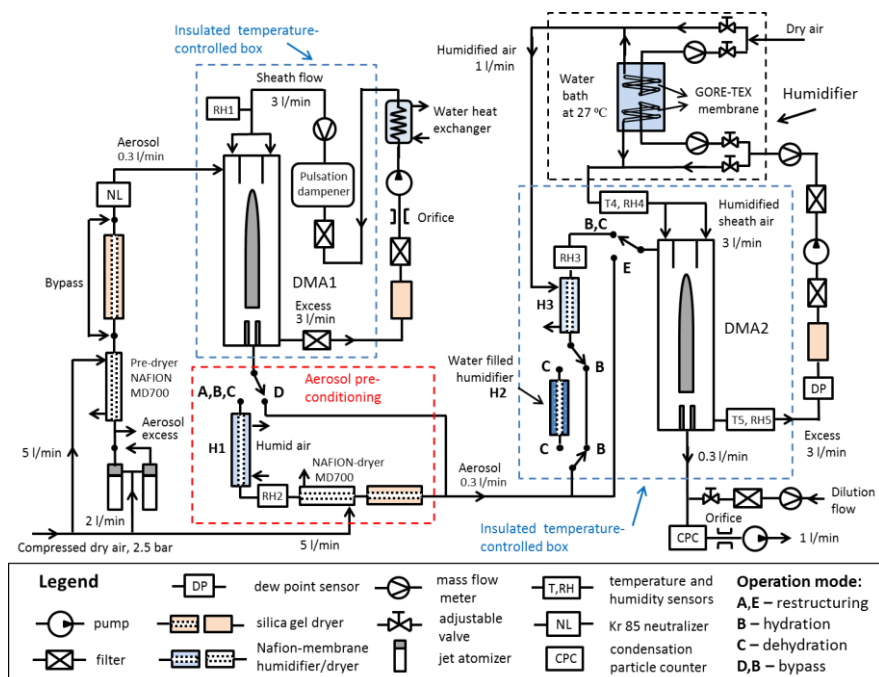 Insulated temperature-
controlled box
Sheath flow
3 l/min
RH1
Water heat
exchanger
Aerosol
0.3 l/min
NL
Pulsation
dampener
Orifice
Bypass
DMA1
Excess
3 l/min
Pre-dryer
NAFION
MD700
Aerosol
excess
5 l/min
2 l/min
Compressed dry air, 2.5 bar
Aerosol pre-
conditioning
A,B,C
D
H1
Humid air
RH2
NAFION-dryer
MD700
5 l/min
Aerosol
0.3 l/min
Humidified air
1 l/min
Dry air
Water
bath
at 27 ºC
GORE-TEX
membrane
Humidifier
T4, RH4
Humidified
sheath air
3 l/min
B,C
E
RH3
H3
B
C
Water filled
humidifier
H2
C
B
DMA2
DP
T5, RH5
Excess
3 l/min
0.3 l/min
Insulated temperature-
controlled box
Dilution
flow
Orifice
CPC
1 l/min
Legend
pump
filter
DP
dew point sensor
silica gel dryer
Nafion-membrane
humidifier/dryer
mass flow
meter
adjustable
valve
jet atomizer
T,RH
temperature and
humidity sensors
NL
Kr 85 neutralizer
CPC
condensation
particle counter
Operation mode:
A,E – restructuring
B – hydration
C – dehydration
D,B – bypass